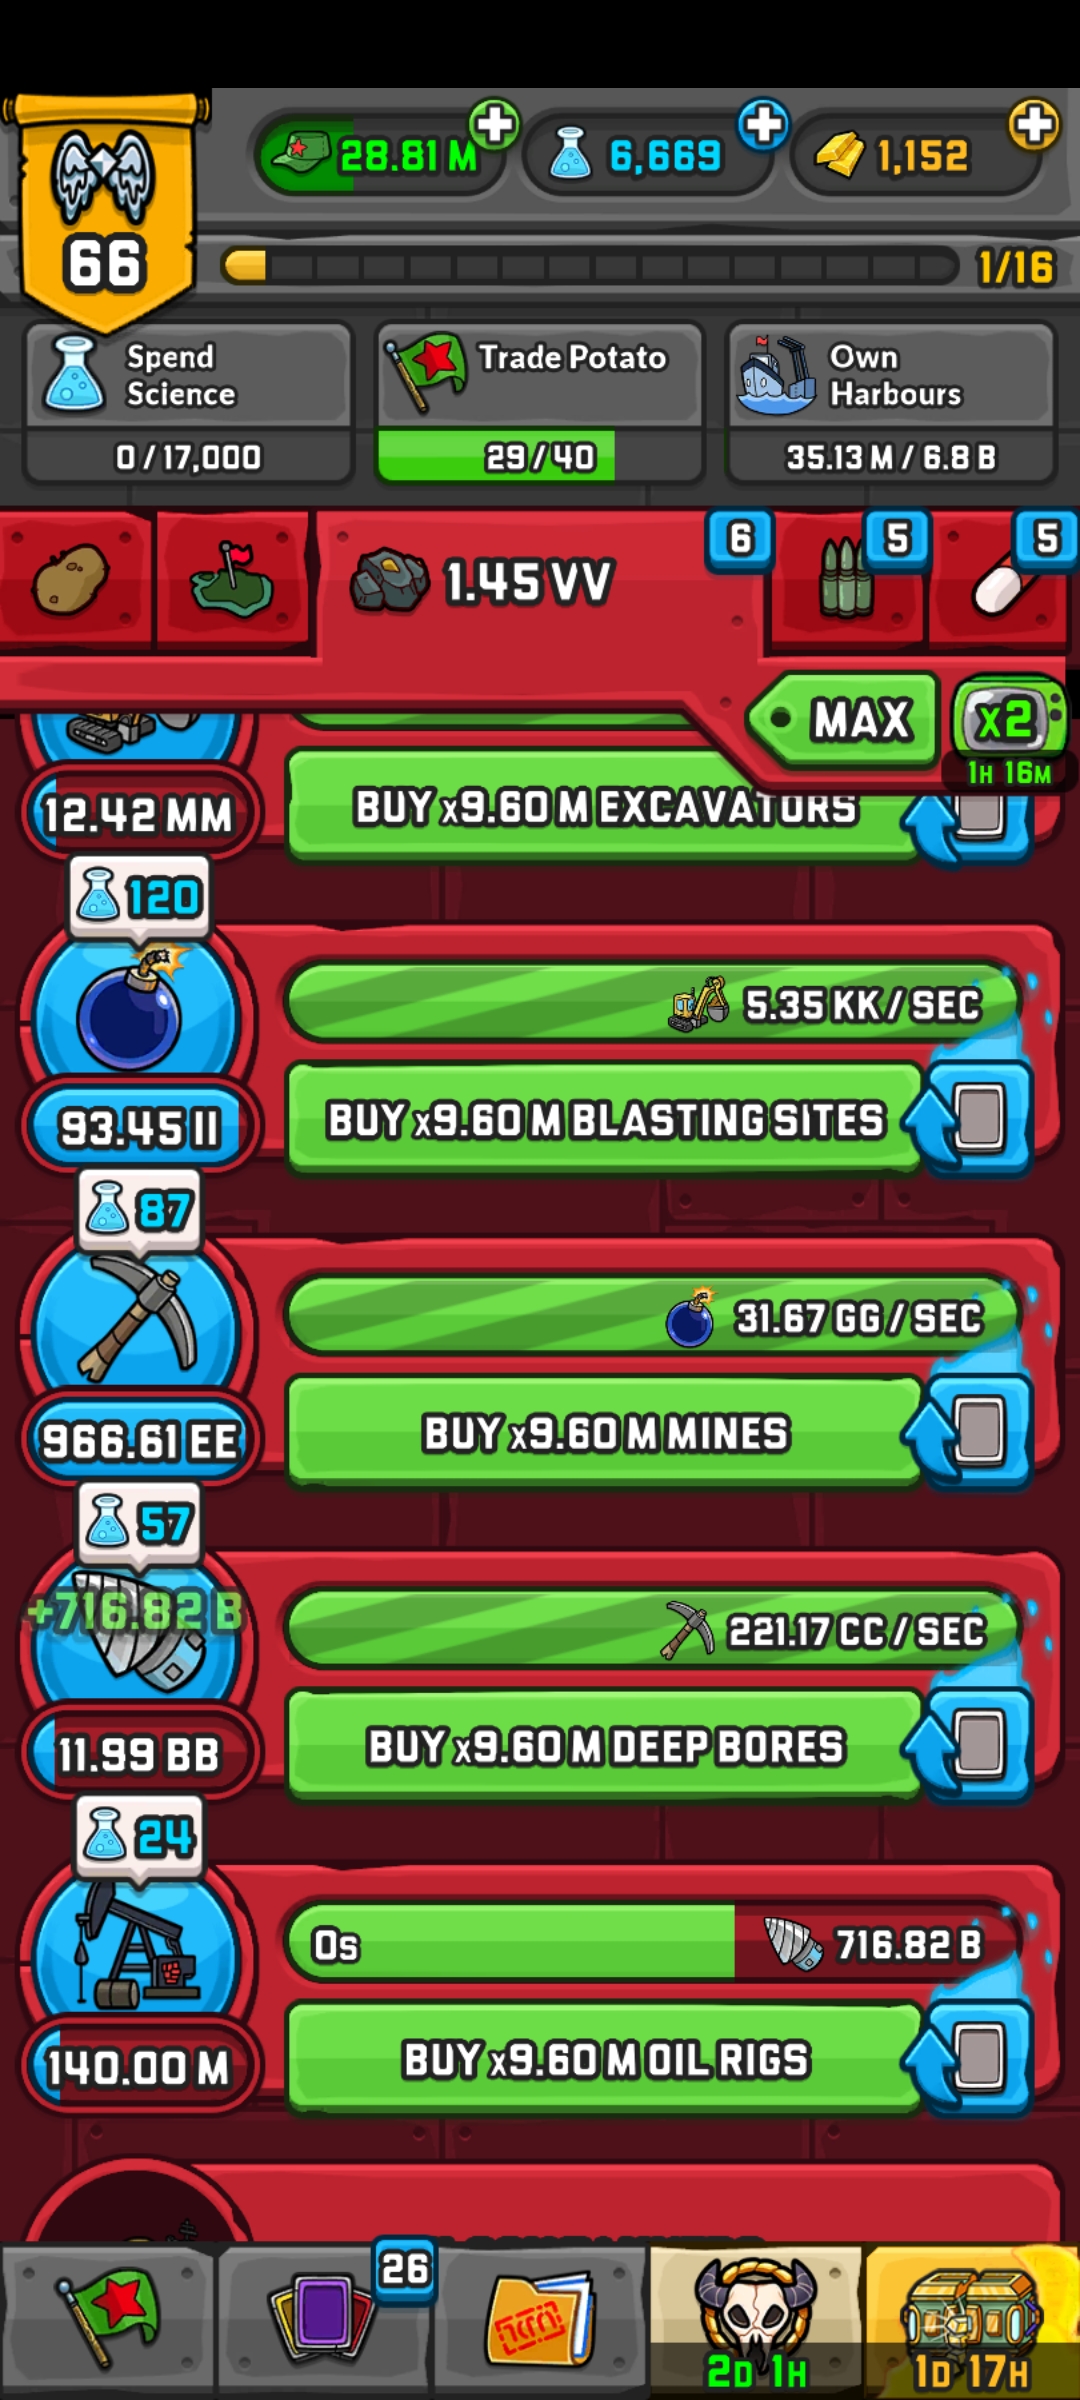 28.81 M
6,669
1,152
66
1/16
Spend
Science
0/17,000
Trade Potato
29/40
Own
Harbours
35.13 M / 6.8 B
1.45 VV
6
5
5
MAX
x2
1H 16M
12.42 MM
BUY x9.60 M EXCAVATORS
120
5.35 KK / SEC
93.45 II
BUY x9.60 M BLASTING SITES
87
31.67 GG / SEC
966.61 EE
BUY x9.60 M MINES
57
+716.82 B
221.17 CC / SEC
11.99 BB
BUY x9.60 M DEEP BORES
24
0s
716.82 B
140.00 M
BUY x9.60 M OIL RIGS
26
2D 1H
1D 17H